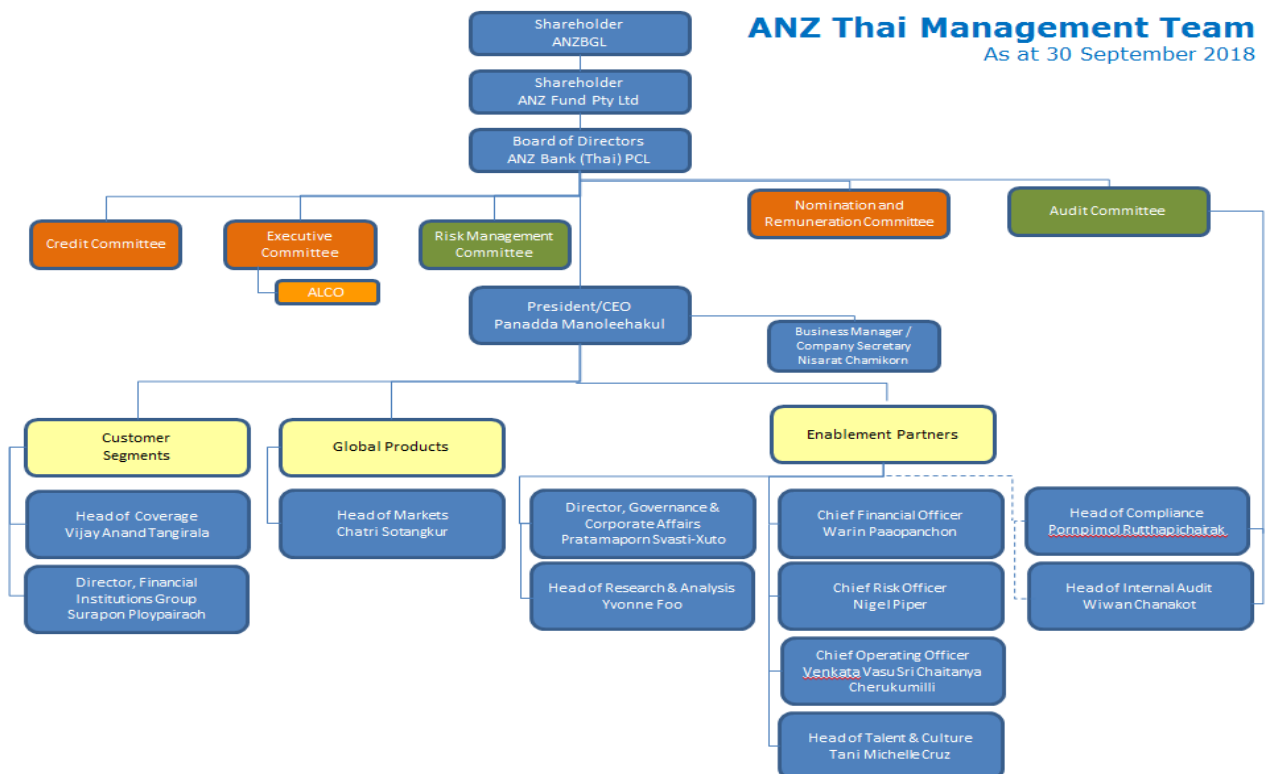 ANZ Thai Management Team
As at 30 September 2018
Shareholder
ANZBGL
Shareholder
ANZ Fund Pty Ltd
Board of Directors
ANZ Bank (Thai) PCL
Credit Committee
Executive
Committee
Risk Management
Committee
Nomination and
Remuneration Committee
Audit Committee
ALCO
President/CEO
Panadda Manoleehakul
Business Manager /
Company Secretary
Nisarat Chamikorn
Customer
Segments
Global Products
Enablement Partners
Head of Coverage
Vijay Anand Tangirala
Director, Financial
Institutions Group
Surapon Ploypairaoh
Head of Markets
Chatri Sotangkur
Director, Governance &
Corporate Affairs
Pratamaporn Svasti-Xuto
Head of Research & Analysis
Yvonne Foo
Chief Financial Officer
Warin Paaopanchon
Chief Risk Officer
Nigel Piper
Chief Operating Officer
Venkata Vasu Sri Chaitanya
Cherukumilli
Head of Talent & Culture
Tani Michelle Cruz
Head of Compliance
Pornpimol Rutthapichairak
Head of Internal Audit
Wiwan Chanakot